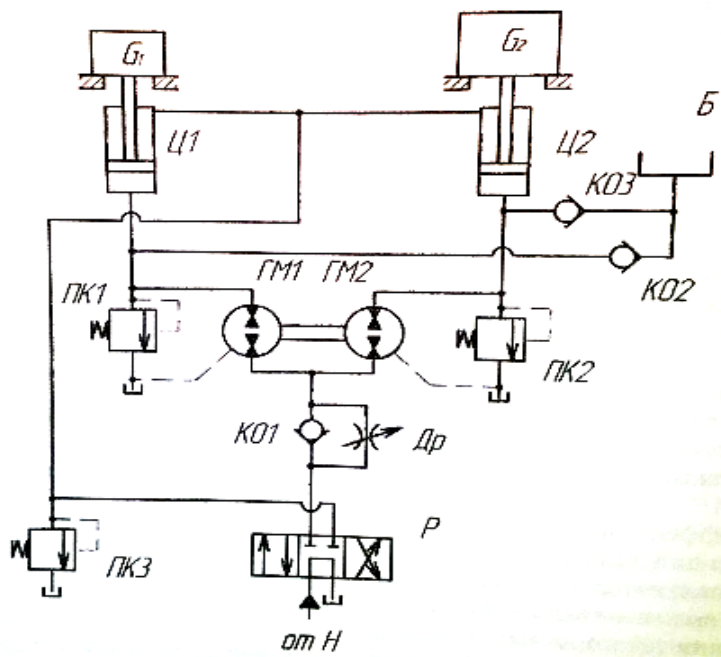 G₁
G₂
Б
Ц1
Ц2
КО3
ГМ1 ГМ2
КО2
ПК1
ПК2
КО1
Др
Р
ПК3
от Н